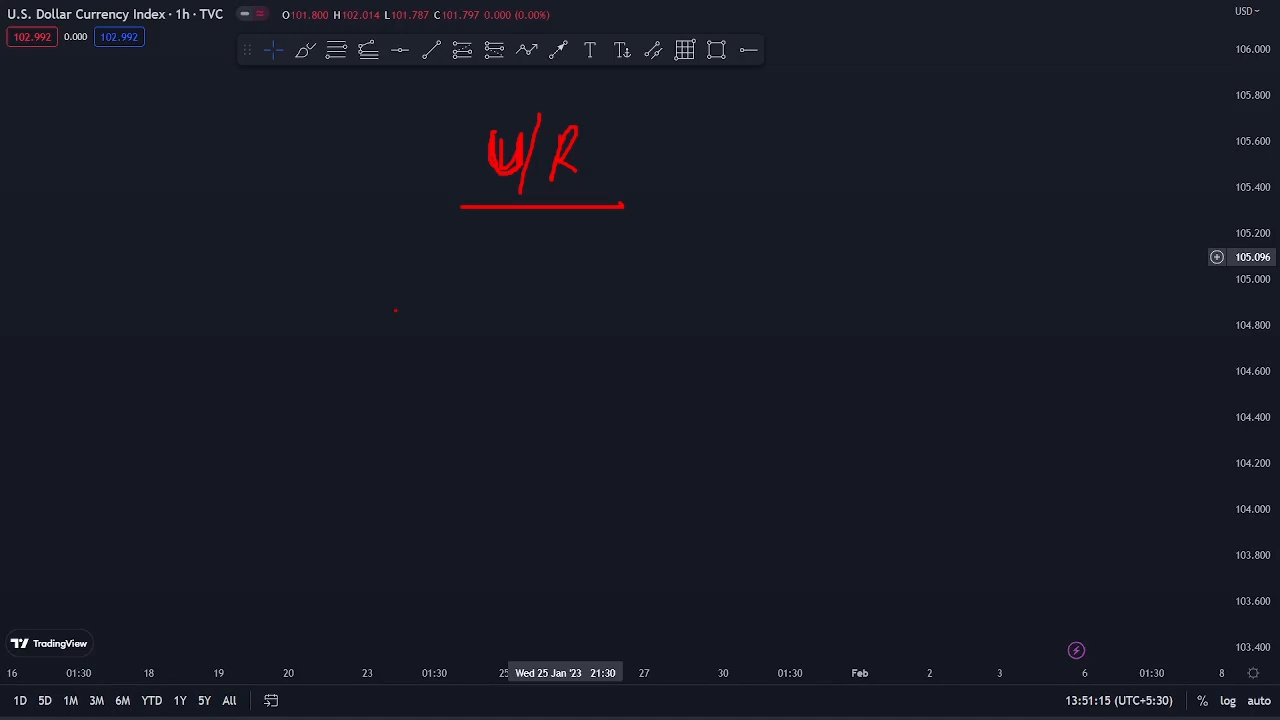 U.S. Dollar Currency Index · 1h · TVC O101.800 H102.014 L101.787 C101.797 0.000 (0.00%)
USD
102.992 0.000 102.992
T T
106.000
105.800
105.600
105.400
105.200
105.096
105.000
104.800
104.600
104.400
104.200
104.000
103.800
103.600
103.400
/R
TradingView
16 01:30 18 19 20 23 01:30 25 Wed 25 Jan '23 21:30 27 30 01:30 Feb 2 3 6 01:30 8
1D 5D 1M 3M 6M YTD 1Y 5Y All 13:51:15 (UTC+5:30) % log auto